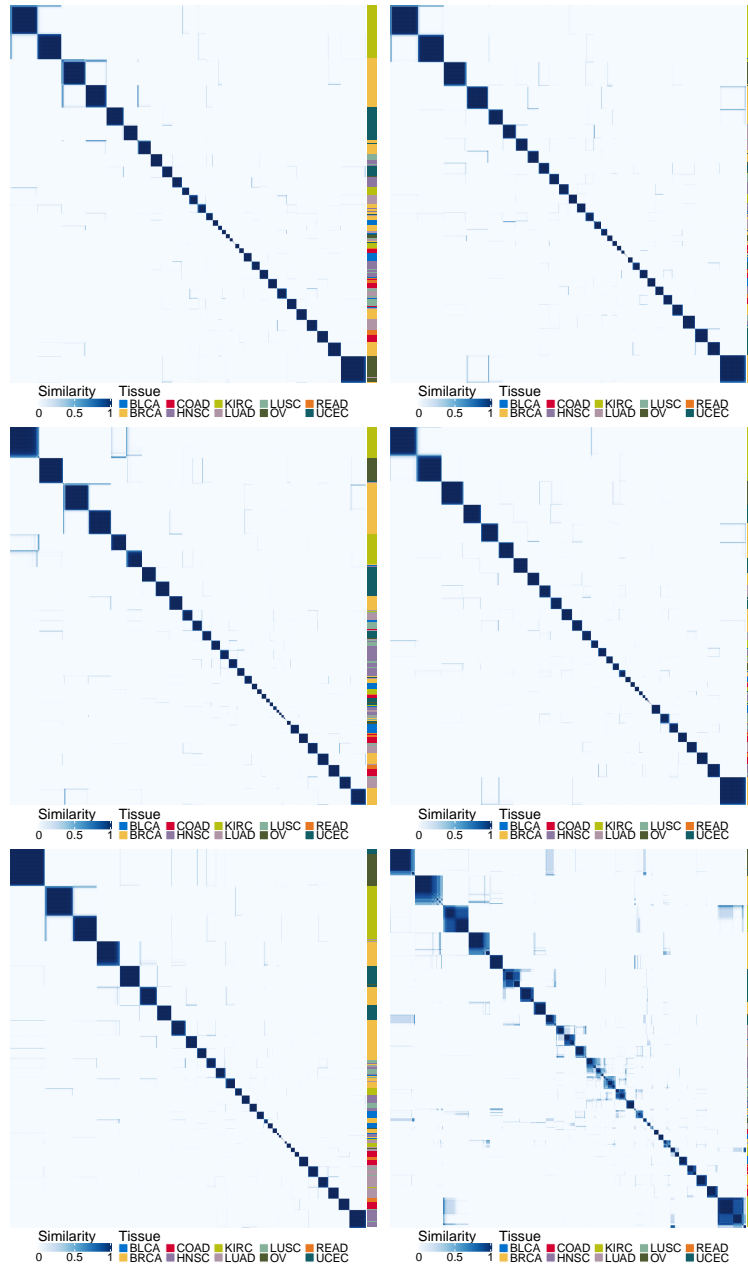 Similarity Tissue Similarity Tissue
BLCA COAD KIRC LUSC READ BLCA COAD KIRC LUSC READ
0 0.5 1 BRCA HNSC LUAD OV UCEC 0 0.5 1 BRCA HNSC LUAD OV UCEC
Similarity Tissue Similarity Tissue
BLCA COAD KIRC LUSC READ BLCA COAD KIRC LUSC READ
0 0.5 1 BRCA HNSC LUAD OV UCEC 0 0.5 1 BRCA HNSC LUAD OV UCEC
Similarity Tissue Similarity Tissue
BLCA COAD KIRC LUSC READ BLCA COAD KIRC LUSC READ
0 0.5 1 BRCA HNSC LUAD OV UCEC 0 0.5 1 BRCA HNSC LUAD OV UCEC